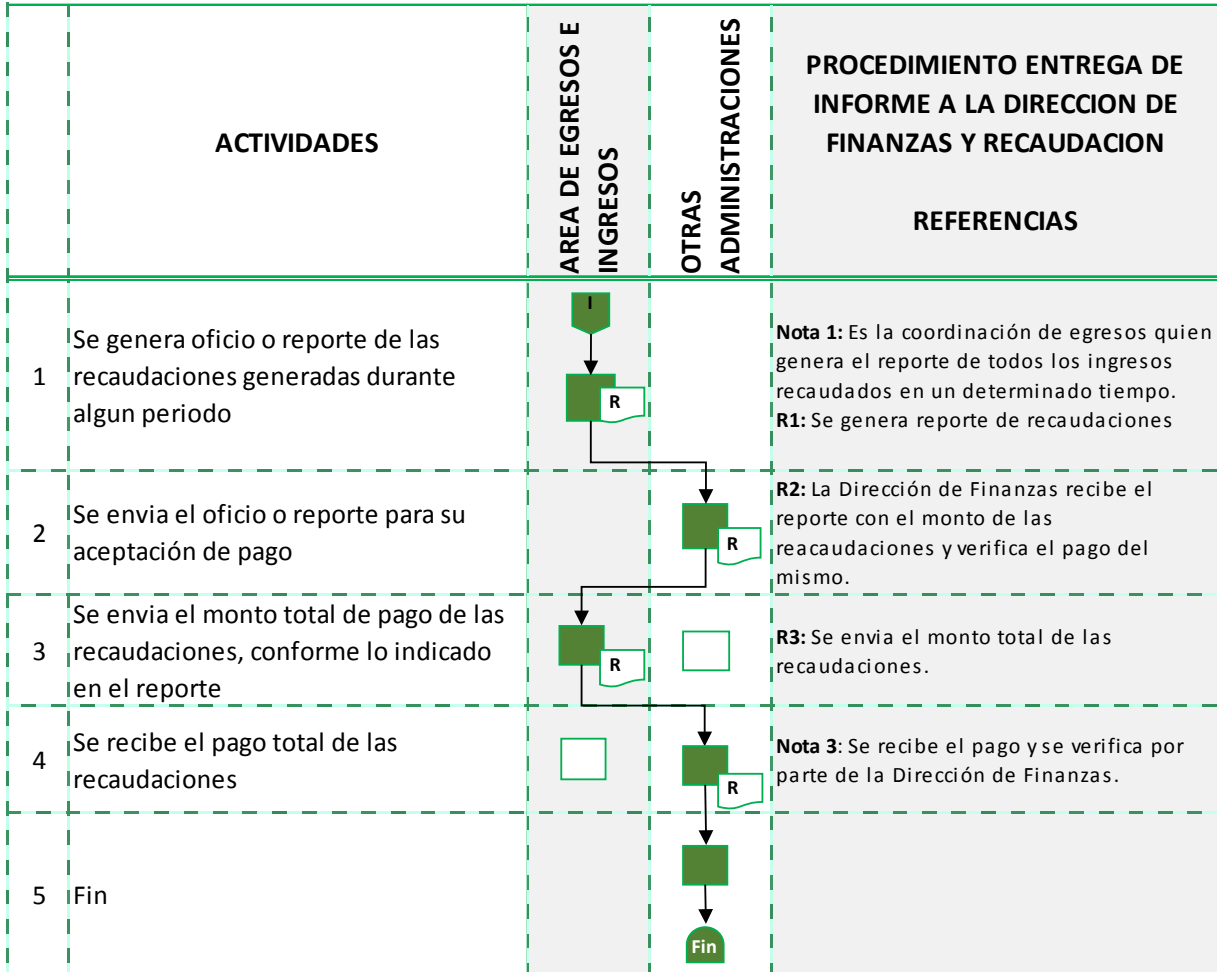 ACTIVIDADES
AREA DE EGRESOS E
INGRESOS
OTRAS
ADMINISTRACIONES
PROCEDIMIENTO ENTREGA DE
INFORME A LA DIRECCION DE
FINANZAS Y RECAUDACION
REFERENCIAS
1
Se genera oficio o reporte de las
recaudaciones generadas durante
algun periodo
I
R
Nota 1: Es la coordinación de egresos quien
genera el reporte de todos los ingresos
recaudados en un determinado tiempo.
R1: Se genera reporte de recaudaciones
2
Se envia el oficio o reporte para su
aceptación de pago
R
R2: La Dirección de Finanzas recibe el
reporte con el monto de las
reacaudaciones y verifica el pago del
mismo.
3
Se envia el monto total de pago de las
recaudaciones, conforme lo indicado
en el reporte
R
R3: Se envia el monto total de las
recaudaciones.
4
Se recibe el pago total de las
recaudaciones
R
Nota 3: Se recibe el pago y se verifica por
parte de la Dirección de Finanzas.
5
Fin
Fin